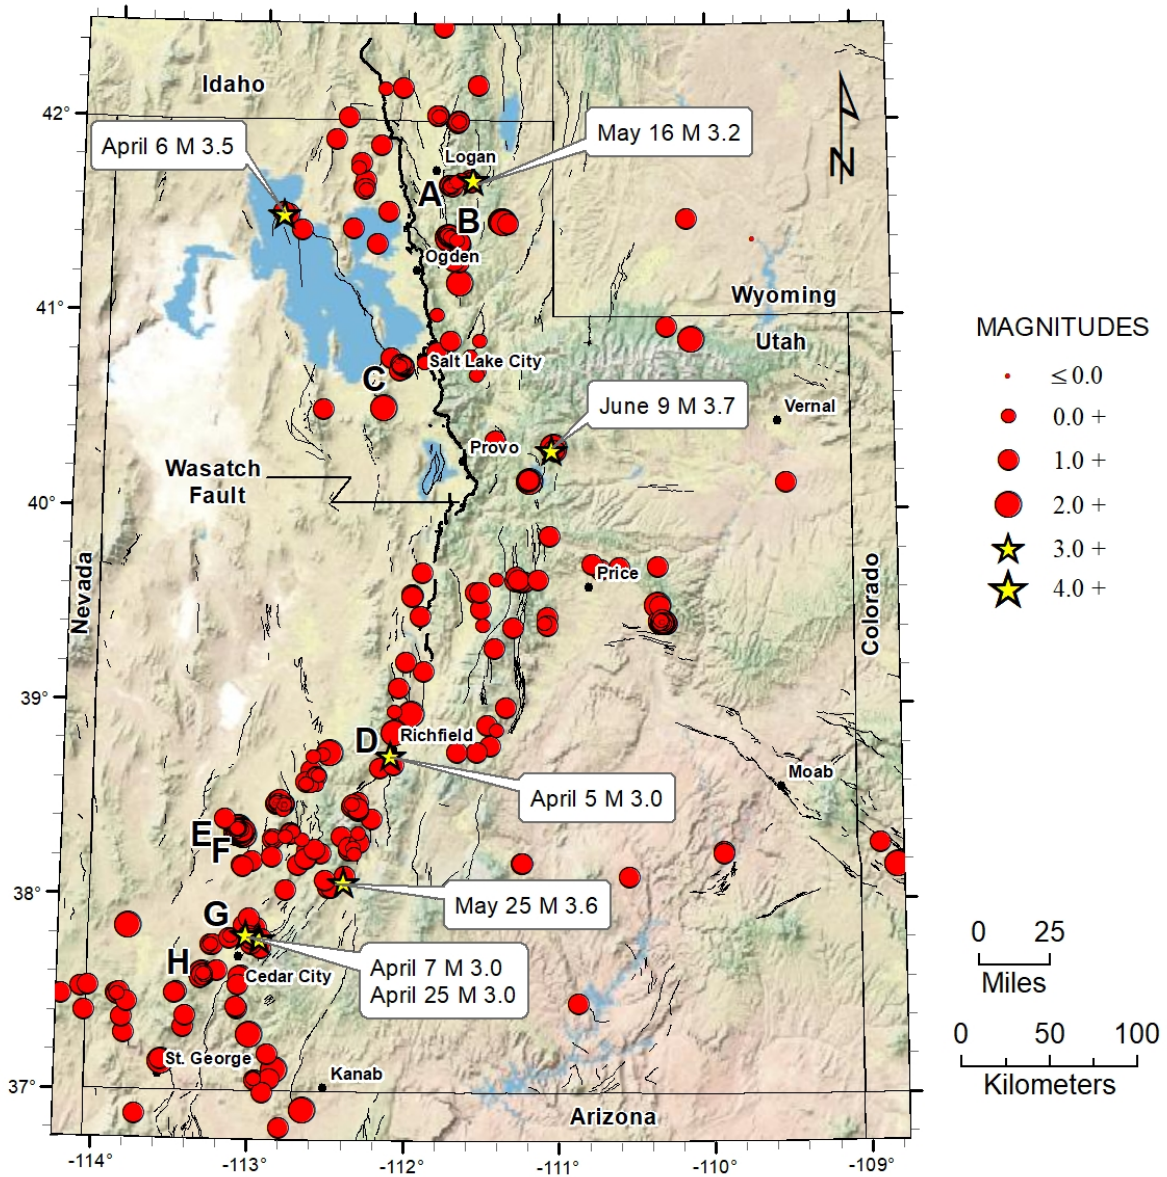 Idaho
42°
April 6 M 3.5
May 16 M 3.2
Logan
A
B
Ogden
41°
Wyoming
Utah
Salt Lake City
C
June 9 M 3.7
Vernal
Provo
Wasatch
Fault
40°
Nevada
Price
Colorado
39°
D
Richfield
Moab
April 5 M 3.0
E
F
38°
May 25 M 3.6
G
H
Cedar City
April 7 M 3.0
April 25 M 3.0
St. George
Kanab
37°
Arizona
-114°
-113°
-112°
-111°
-110°
-109°
N
MAGNITUDES
≤ 0.0
0.0 +
1.0 +
2.0 +
3.0 +
4.0 +
0 25
Miles
0 50 100
Kilometers